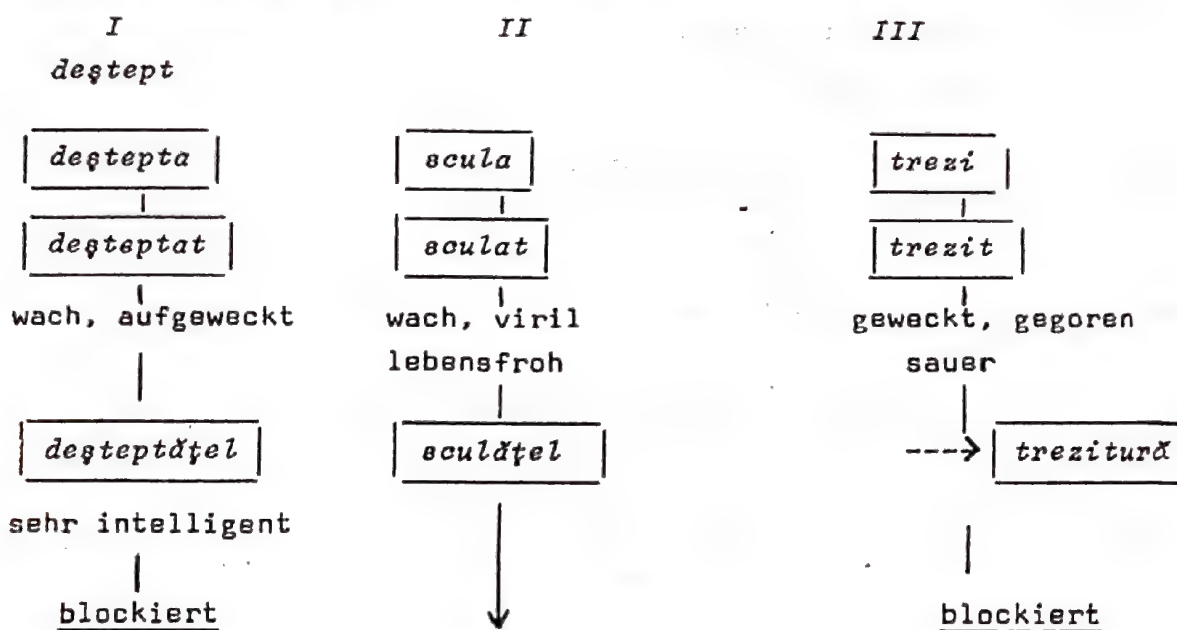 I II III
deştept
deştepta scula trezi
deşteptat sculat trezit
wach, aufgeweckt wach, viril geweckt, gegoren
lebensfroh sauer
deşteptăţel sculăţel trezitură
sehr intelligent
blockiert blockiert